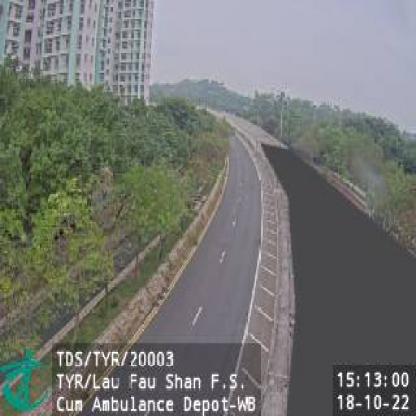 TDS/TYR/20003
TYR/Lau Fau Shan F.S.
Cum Ambulance Depot-WB
15:13:00
18-10-22